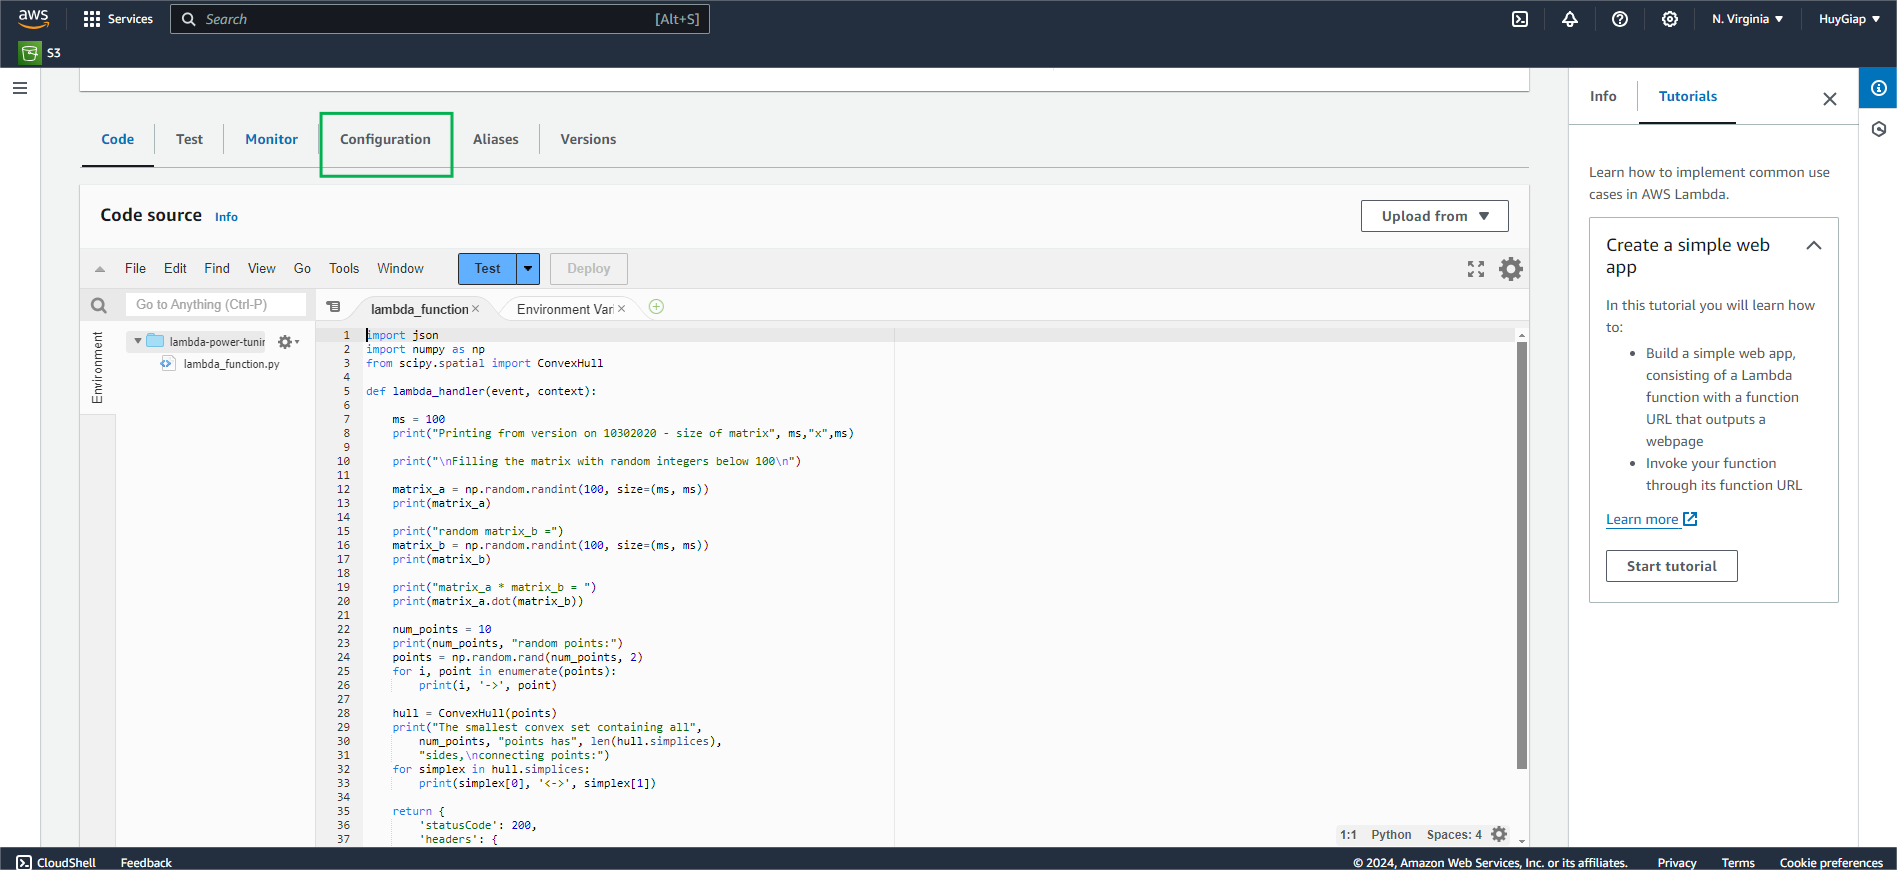 aws
Services
Search
[Alt+S]
N. Virginia
HuyGiap
S3
Code
Test
Monitor
Configuration
Aliases
Versions
Code source Info
Upload from
File Edit Find View Go Tools Window
Test
Deploy
Go to Anything (Ctrl-P)
lambda_function
Environment Vari
Environment
lambda-power-tunin
lambda_function.py
1 import json
2 import numpy as np
3 from scipy.spatial import ConvexHull
4
5 def lambda_handler(event, context):
6
7 ms = 100
8 print("Printing from version on 10302020 - size of matrix", ms,"x",ms)
9
10 print("\nFilling the matrix with random integers below 100\n")
11
12 matrix_a = np.random.randint(100, size=(ms, ms))
13 print(matrix_a)
14
15 print("random matrix_b =")
16 matrix_b = np.random.randint(100, size=(ms, ms))
17 print(matrix_b)
18
19 print("matrix_a * matrix_b = ")
20 print(matrix_a.dot(matrix_b))
21
22 num_points = 10
23 print(num_points, "random points:")
24 points = np.random.rand(num_points, 2)
25 for i, point in enumerate(points):
26 print(i, '->', point)
27
28 hull = ConvexHull(points)
29 print("The smallest convex set containing all",
30 num_points, "points has", len(hull.simplices),
31 "sides,\nconnecting points:")
32 for simplex in hull.simplices:
33 print(simplex[0], '<->', simplex[1])
34
35 return {
36 'statusCode': 200,
37 'headers': {
1:1 Python Spaces: 4
Info
Tutorials
Learn how to implement common use
cases in AWS Lambda.
Create a simple web
app
In this tutorial you will learn how
to:
• Build a simple web app,
consisting of a Lambda
function with a function
URL that outputs a
webpage
• Invoke your function
through its function URL
Learn more
Start tutorial
CloudShell
Feedback
© 2024, Amazon Web Services, Inc. or its affiliates.
Privacy
Terms
Cookie preferences